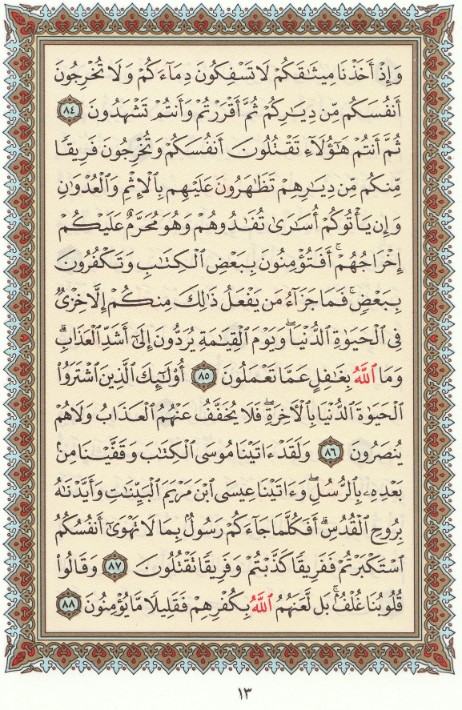 وَإِذْ أَخَذْنَا مِيثَٰقَكُمْ لَا تَسْفِكُونَ دِمَآءَكُمْ وَلَا تُخْرِجُونَ
أَنفُسَكُم مِّن دِيَٰرِكُمْ ثُمَّ أَقْرَرْتُمْ وَأَنتُمْ تَشْهَدُونَ ٨٤
ثُمَّ أَنتُمْ هَٰٓؤُلَآءِ تَقْتُلُونَ أَنفُسَكُمْ وَتُخْرِجُونَ فَرِيقًا
مِّنكُم مِّن دِيَٰرِهِمْ تَظَٰهَرُونَ عَلَيْهِم بِٱلْإِثْمِ وَٱلْعُدْوَٰنِ
وَإِن يَأْتُوكُمْ أُسَٰرَىٰ تُفَٰدُوهُمْ وَهُوَ مُحَرَّمٌ عَلَيْكُمْ
إِخْرَاجُهُمْ ۚ أَفَتُؤْمِنُونَ بِبَعْضِ ٱلْكِتَٰبِ وَتَكْفُرُونَ
بِبَعْضٍ ۚ فَمَا جَزَآءُ مَن يَفْعَلُ ذَٰلِكَ مِنكُمْ إِلَّا خِزْىٌ
فِى ٱلْحَيَوٰةِ ٱلدُّنْيَا ۖ وَيَوْمَ ٱلْقِيَٰمَةِ يُرَدُّونَ إِلَىٰٓ أَشَدِّ ٱلْعَذَابِ ۗ
وَمَا ٱللَّهُ بِغَٰفِلٍ عَمَّا تَعْمَلُونَ ٨٥ أُو۟لَٰٓئِكَ ٱلَّذِينَ ٱشْتَرَوُا۟
ٱلْحَيَوٰةَ ٱلدُّنْيَا بِٱلْءَاخِرَةِ ۖ فَلَا يُخَفَّفُ عَنْهُمُ ٱلْعَذَابُ وَلَا هُمْ
يُنصَرُونَ ٨٦ وَلَقَدْ ءَاتَيْنَا مُوسَى ٱلْكِتَٰبَ وَقَفَّيْنَا مِنۢ
بَعْدِهِۦ بِٱلرُّسُلِ ۖ وَءَاتَيْنَا عِيسَى ٱبْنَ مَرْيَمَ ٱلْبَيِّنَٰتِ وَأَيَّدْنَٰهُ
بِرُوحِ ٱلْقُدُسِ ۗ أَفَكُلَّمَا جَآءَكُمْ رَسُولٌۢ بِمَا لَا تَهْوَىٰٓ أَنفُسُكُمُ
ٱسْتَكْبَرْتُمْ فَفَرِيقًا كَذَّبْتُمْ وَفَرِيقًا تَقْتُلُونَ ٨٧ وَقَالُوا۟
قُلُوبُنَا غُلْفٌۢ ۚ بَل لَّعَنَهُمُ ٱللَّهُ بِكُفْرِهِمْ فَقَلِيلًا مَّا يُؤْمِنُونَ ٨٨
١٣